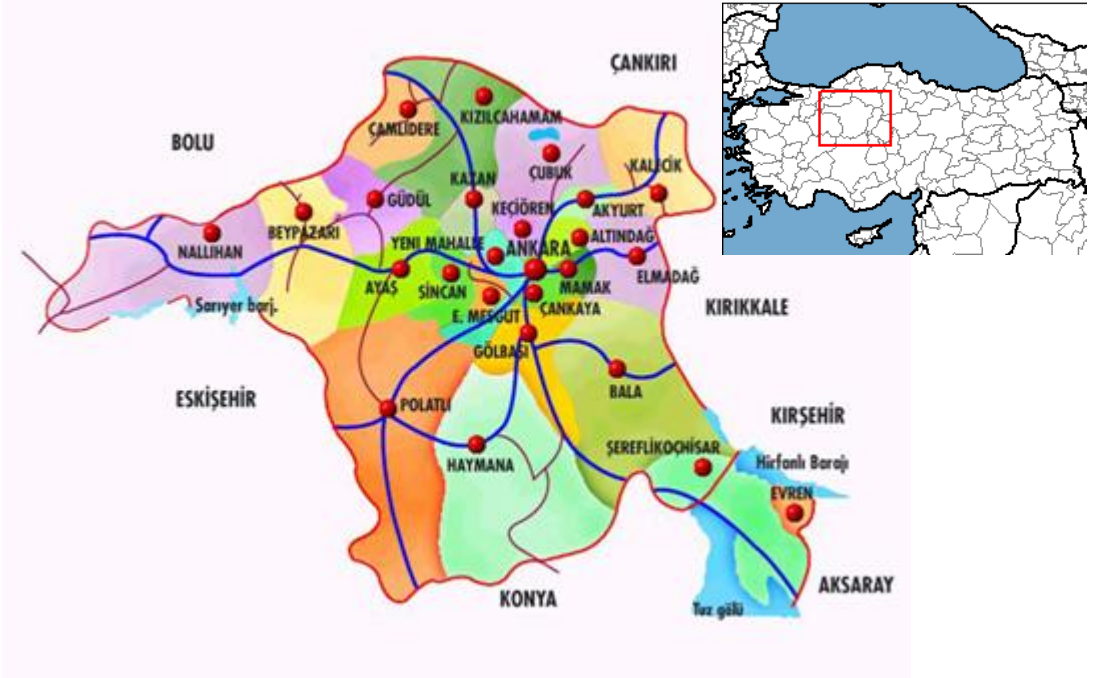 ÇANKIRI
BOLU
KIZILCAHAMAM
ÇAMLIDERE
ÇUBUK
KALECİK
KAZAN
GÜDÜL
KEÇİÖREN
AKYURT
BEYPAZARI
NALLIHAN
YENİ MAHALLE
ANKARA
ALTINDAĞ
ELMADAĞ
AYAŞ
SİNCAN
MAMAK
Sarıyer barj.
E. MESGUT
ÇANKAYA
KIRIKKALE
GÖLBAŞI
ESKİŞEHİR
BALA
POLATLI
KIRŞEHİR
HAYMANA
ŞEREFLİKOÇHİSAR
Hirfanlı Barajı
EVREN
KONYA
AKSARAY
Tuz gölü